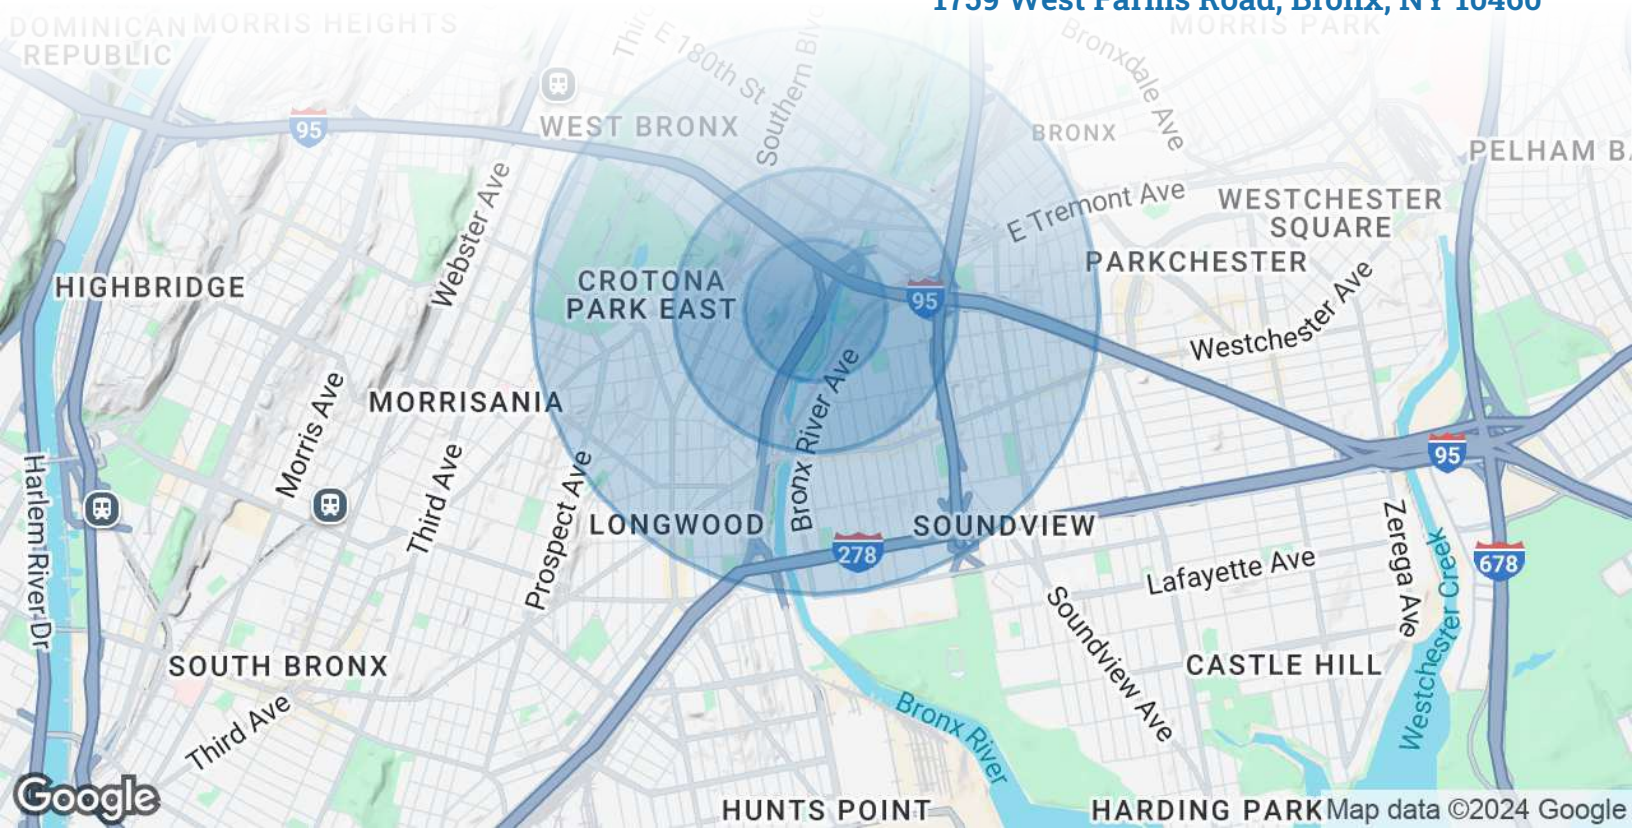 1759 West Farms Road, Bronx, NY 10460
DOMINICAN
REPUBLIC
MORRIS HEIGHTS
Third
E 180th St
Southern Blv
Bronxdale Ave
MORRIS PARK
95
WEST BRONX
BRONX
PELHAM BA
Webster Ave
E Tremont Ave
WESTCHESTER
SQUARE
HIGHBRIDGE
CROTONA
PARK EAST
95
PARKCHESTER
Westchester Ave
Morris Ave
MORRISANIA
Bronx River Ave
95
Harlem River Dr
Third Ave
Prospect Ave
LONGWOOD
SOUNDVIEW
278
Zerega Ave
678
Lafayette Ave
Soundview Ave
Westchester Creek
SOUTH BRONX
CASTLE HILL
Third Ave
Bronx River
Google
HUNTS POINT
HARDING PARK
Map data ©2024 Google